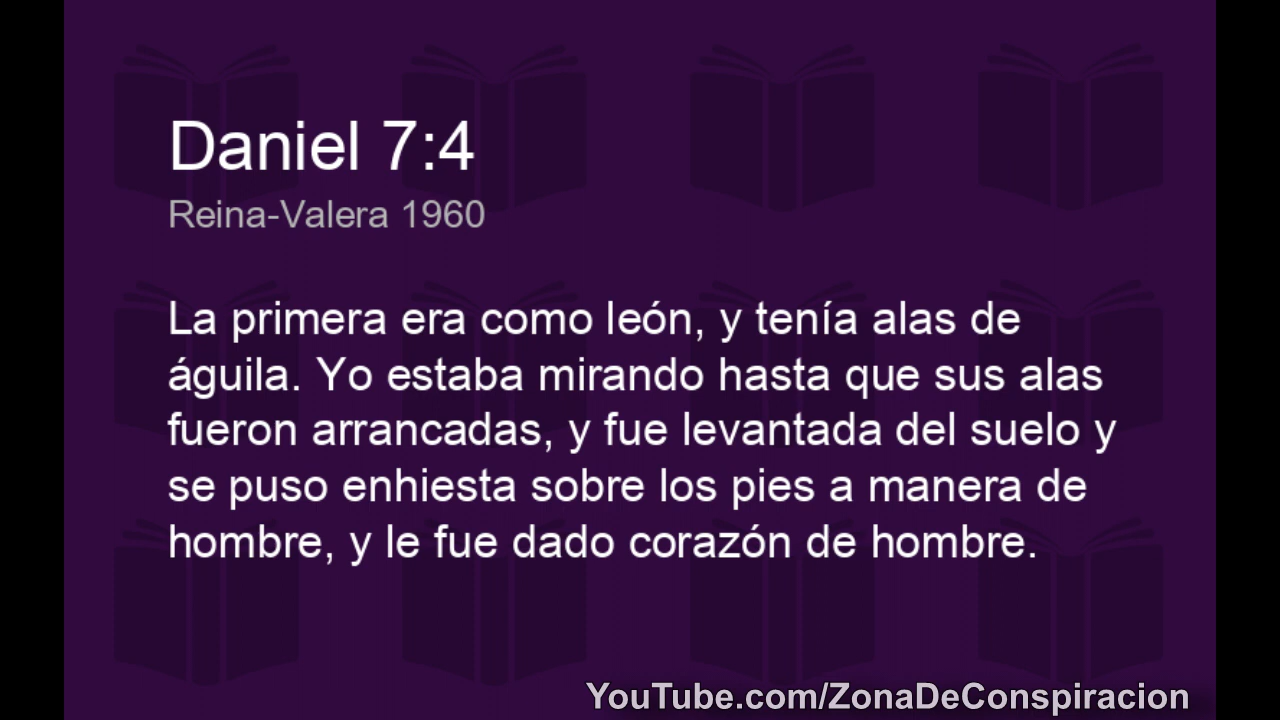 Daniel 7:4
Reina-Valera 1960
La primera era como león, y tenía alas de
águila. Yo estaba mirando hasta que sus alas
fueron arrancadas, y fue levantada del suelo y
se puso enhiesta sobre los pies a manera de
hombre, y le fue dado corazón de hombre.
YouTube.com/ZonaDeConspiracion